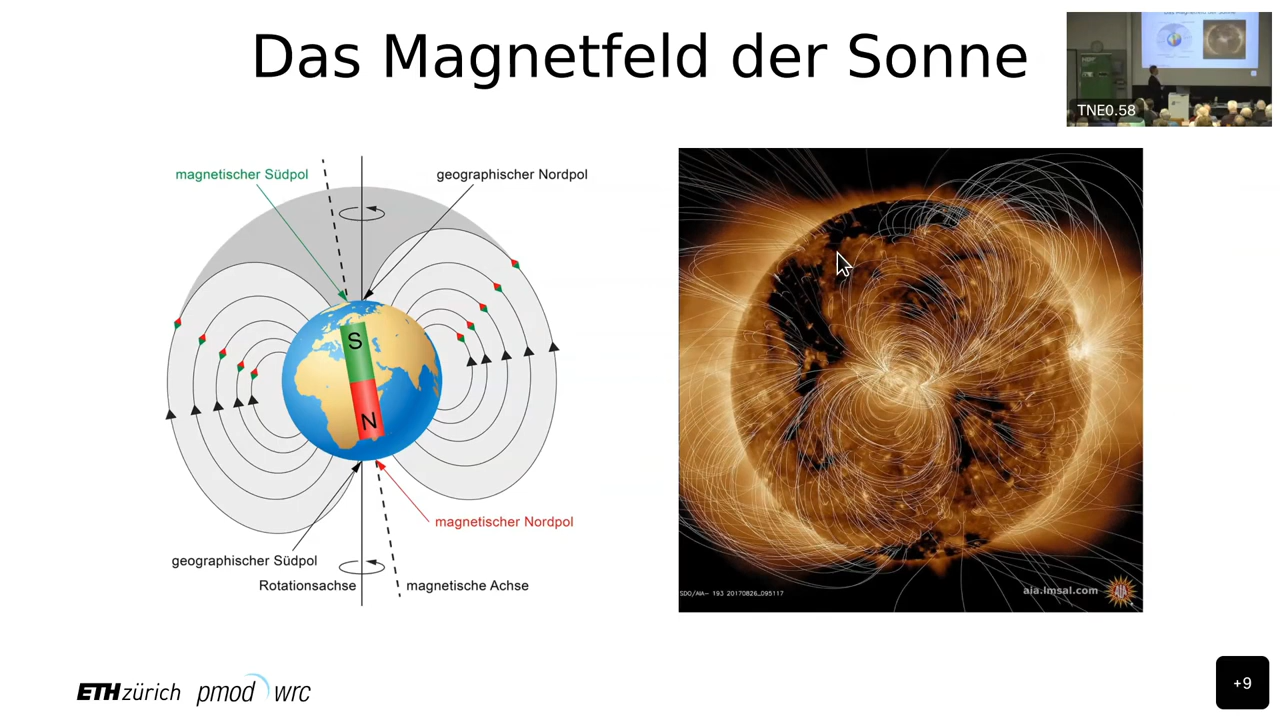 Das Magnetfeld der Sonne
TNE0.58
magnetischer Südpol
geographischer Nordpol
S
N
magnetischer Nordpol
geographischer Südpol
Rotationsachse
magnetische Achse
SDO/AIA- 193 20170826_095117
aia.lmsal.com
AIA
ETH zürich pmod wrc
+9